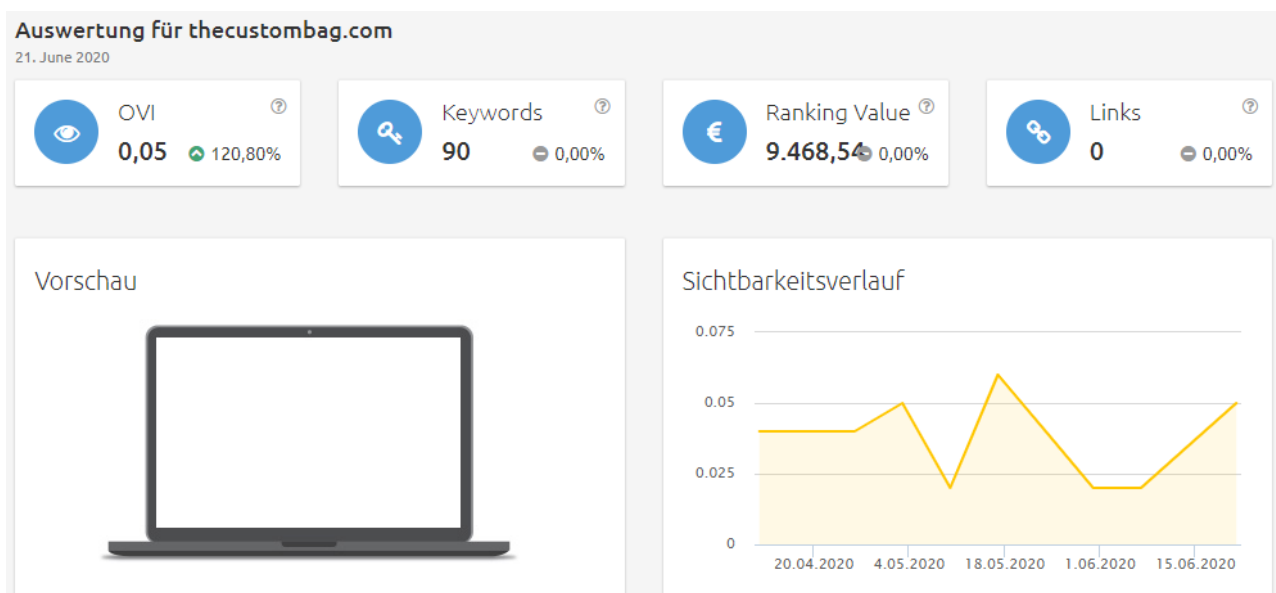 Auswertung für thecustombag.com
21. June 2020
OVI ?
0,05 120,80%
Keywords ?
90 0,00%
Ranking Value ?
€
9.468,54 0,00%
Links ?
0 0,00%
Vorschau
Sichtbarkeitsverlauf
0.075
0.05
0.025
0
20.04.2020 4.05.2020 18.05.2020 1.06.2020 15.06.2020